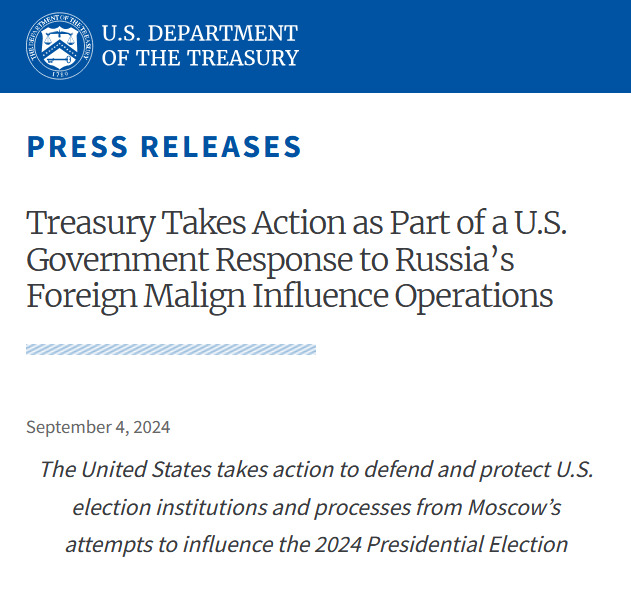 U.S. DEPARTMENT
OF THE TREASURY
THE DEPARTMENT OF THE TREASURY
1789
PRESS RELEASES
Treasury Takes Action as Part of a U.S.
Government Response to Russia’s
Foreign Malign Influence Operations
September 4, 2024
The United States takes action to defend and protect U.S.
election institutions and processes from Moscow’s
attempts to influence the 2024 Presidential Election